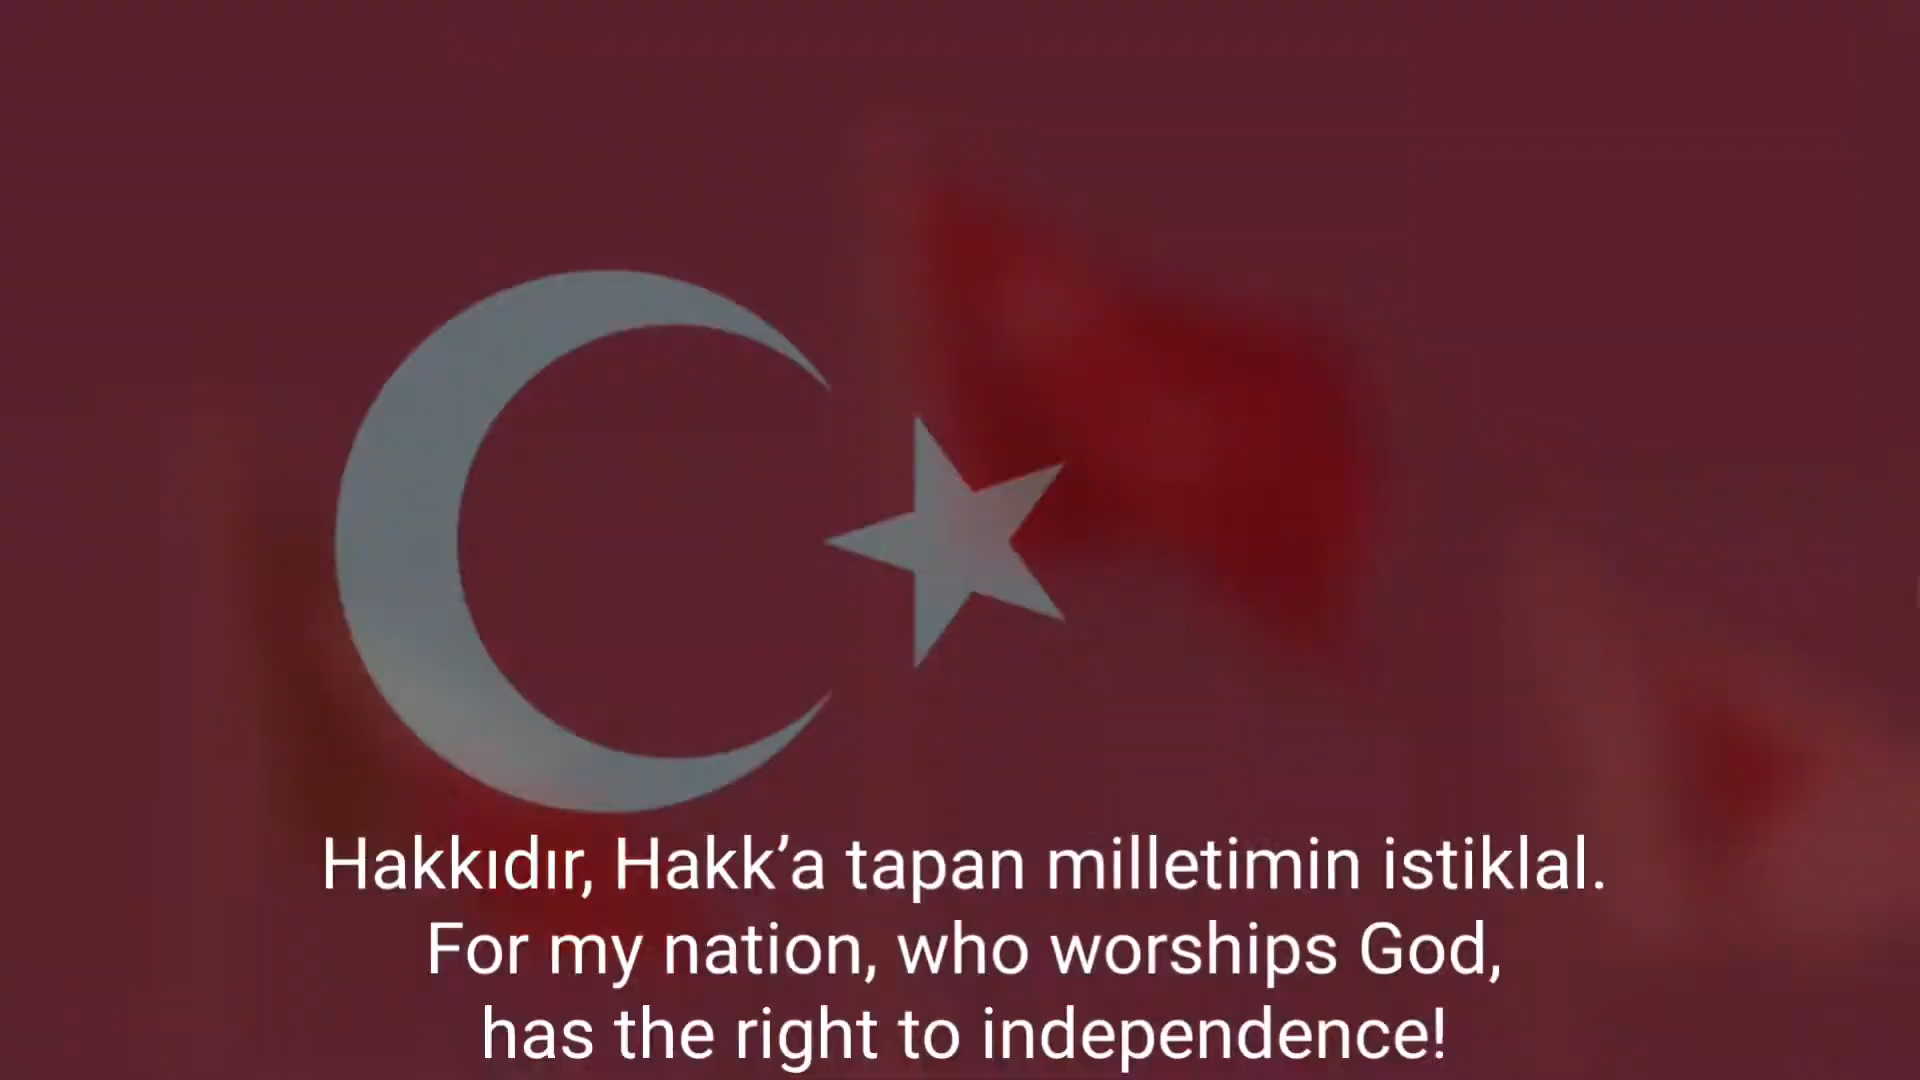 Hakkıdır, Hakk’a tapan milletimin istiklal.
For my nation, who worships God,
has the right to independence!